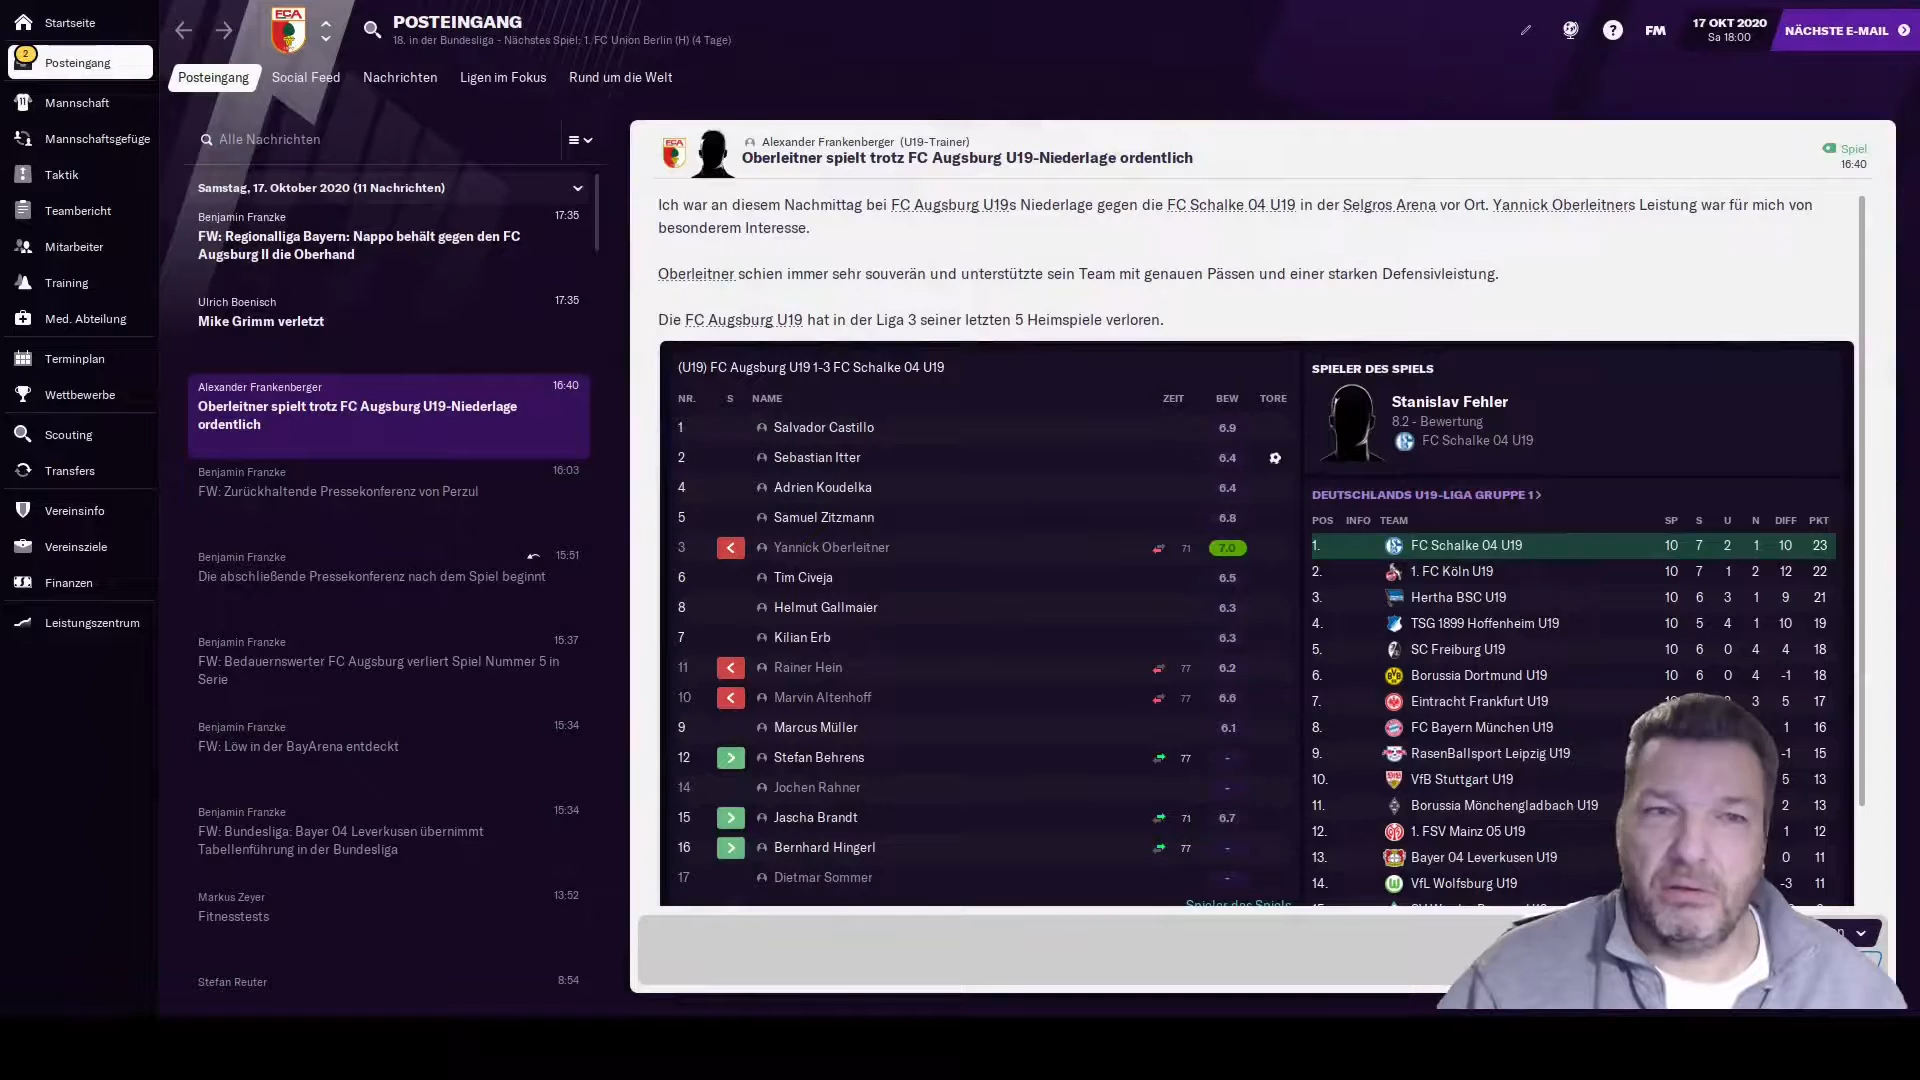 Startseite
2
Posteingang
Mannschaft
Mannschaftsgefüge
Taktik
Teambericht
Mitarbeiter
Training
Med. Abteilung
Terminplan
Wettbewerbe
Scouting
Transfers
Vereinsinfo
Vereinsziele
Finanzen
Leistungszentrum
FCA
POSTEINGANG
18. in der Bundesliga - Nächstes Spiel: 1. FC Union Berlin (H) (4 Tage)
FM
17 OKT 2020
Sa 18:00
NÄCHSTE E-MAIL
Posteingang Social Feed Nachrichten Ligen im Fokus Rund um die Welt
Alle Nachrichten
Samstag, 17. Oktober 2020 (11 Nachrichten)
Benjamin Franzke 17:35
FW: Regionalliga Bayern: Nappo behält gegen den FC
Augsburg II die Oberhand
Ulrich Boenisch 17:35
Mike Grimm verletzt
Alexander Frankenberger 16:40
Oberleitner spielt trotz FC Augsburg U19-Niederlage
ordentlich
Benjamin Franzke 16:03
FW: Zurückhaltende Pressekonferenz von Perzul
Benjamin Franzke 15:51
Die abschließende Pressekonferenz nach dem Spiel beginnt
Benjamin Franzke 15:37
FW: Bedauernswerter FC Augsburg verliert Spiel Nummer 5 in
Serie
Benjamin Franzke 15:34
FW: Löw in der BayArena entdeckt
Benjamin Franzke 15:34
FW: Bundesliga: Bayer 04 Leverkusen übernimmt
Tabellenführung in der Bundesliga
Markus Zeyer 13:52
Fitnesstests
Stefan Reuter 8:54
Alexander Frankenberger (U19-Trainer)
Oberleitner spielt trotz FC Augsburg U19-Niederlage ordentlich
Spiel
16:40
Ich war an diesem Nachmittag bei FC Augsburg U19s Niederlage gegen die FC Schalke 04 U19 in der Selgros Arena vor Ort. Yannick Oberleitners Leistung war für mich von
besonderem Interesse.
Oberleitner schien immer sehr souverän und unterstützte sein Team mit genauen Pässen und einer starken Defensivleistung.
Die FC Augsburg U19 hat in der Liga 3 seiner letzten 5 Heimspiele verloren.
(U19) FC Augsburg U19 1-3 FC Schalke 04 U19
NR. S NAME ZEIT BEW TORE
1 Salvador Castillo 6.9
2 Sebastian Itter 6.4
4 Adrien Koudelka 6.4
5 Samuel Zitzmann 6.8
3 Yannick Oberleitner 71 7.0
6 Tim Civeja 6.5
8 Helmut Gallmaier 6.3
7 Kilian Erb 6.3
11 Rainer Hein 77 6.2
10 Marvin Altenhoff 77 6.6
9 Marcus Müller 6.1
12 Stefan Behrens 77 -
14 Jochen Rahner -
15 Jascha Brandt 71 6.7
16 Bernhard Hingerl 77 -
17 Dietmar Sommer -
Spieler des Spiels
SPIELER DES SPIELS
Stanislav Fehler
8.2 - Bewertung
FC Schalke 04 U19
DEUTSCHLANDS U19-LIGA GRUPPE 1
POS INFO TEAM SP S U N DIFF PKT
1. FC Schalke 04 U19 10 7 2 1 10 23
2. 1. FC Köln U19 10 7 1 2 12 22
3. Hertha BSC U19 10 6 3 1 9 21
4. TSG 1899 Hoffenheim U19 10 5 4 1 10 19
5. SC Freiburg U19 10 6 0 4 4 18
6. Borussia Dortmund U19 10 6 0 4 -1 18
7. Eintracht Frankfurt U19 3 5 17
8. FC Bayern München U19 1 16
9. RasenBallsport Leipzig U19 -1 15
10. VfB Stuttgart U19 5 13
11. Borussia Mönchengladbach U19 2 13
12. 1. FSV Mainz 05 U19 1 12
13. Bayer 04 Leverkusen U19 0 11
14. VfL Wolfsburg U19 -3 11